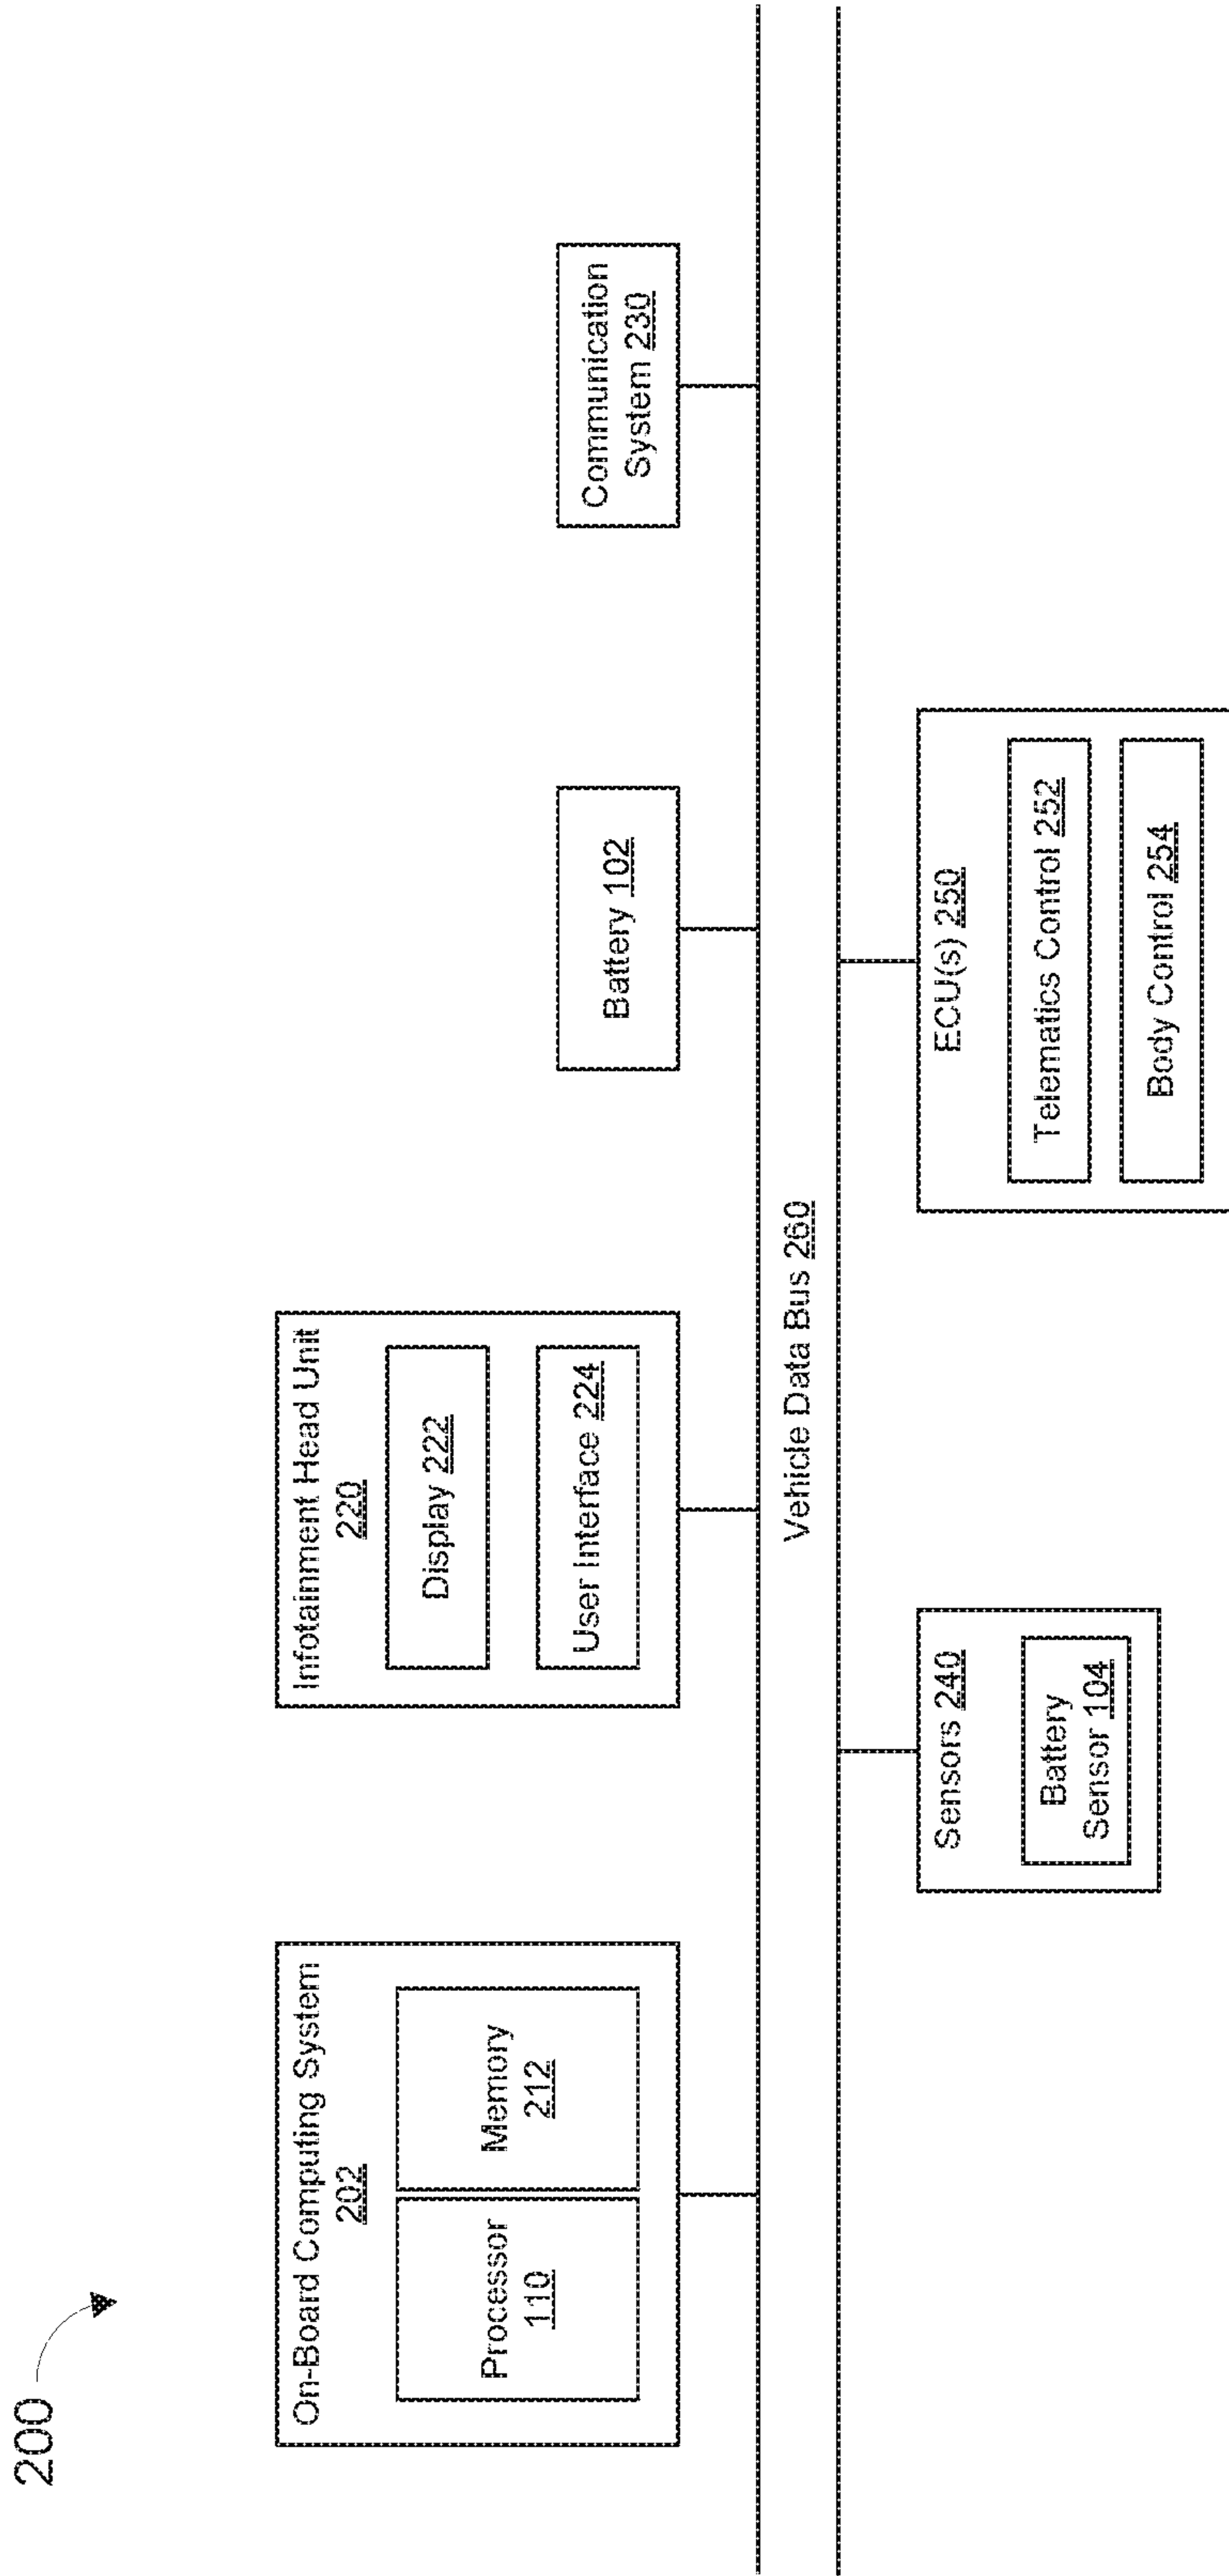 200
On-Board Computing System
202
Processor
110
Memory
212
Infotainment Head Unit
220
Display 222
User Interface 224
Battery 102
Communication
System 230
Vehicle Data Bus 260
Sensors 240
Battery
Sensor 104
ECU(s) 250
Telematics Control 252
Body Control 254